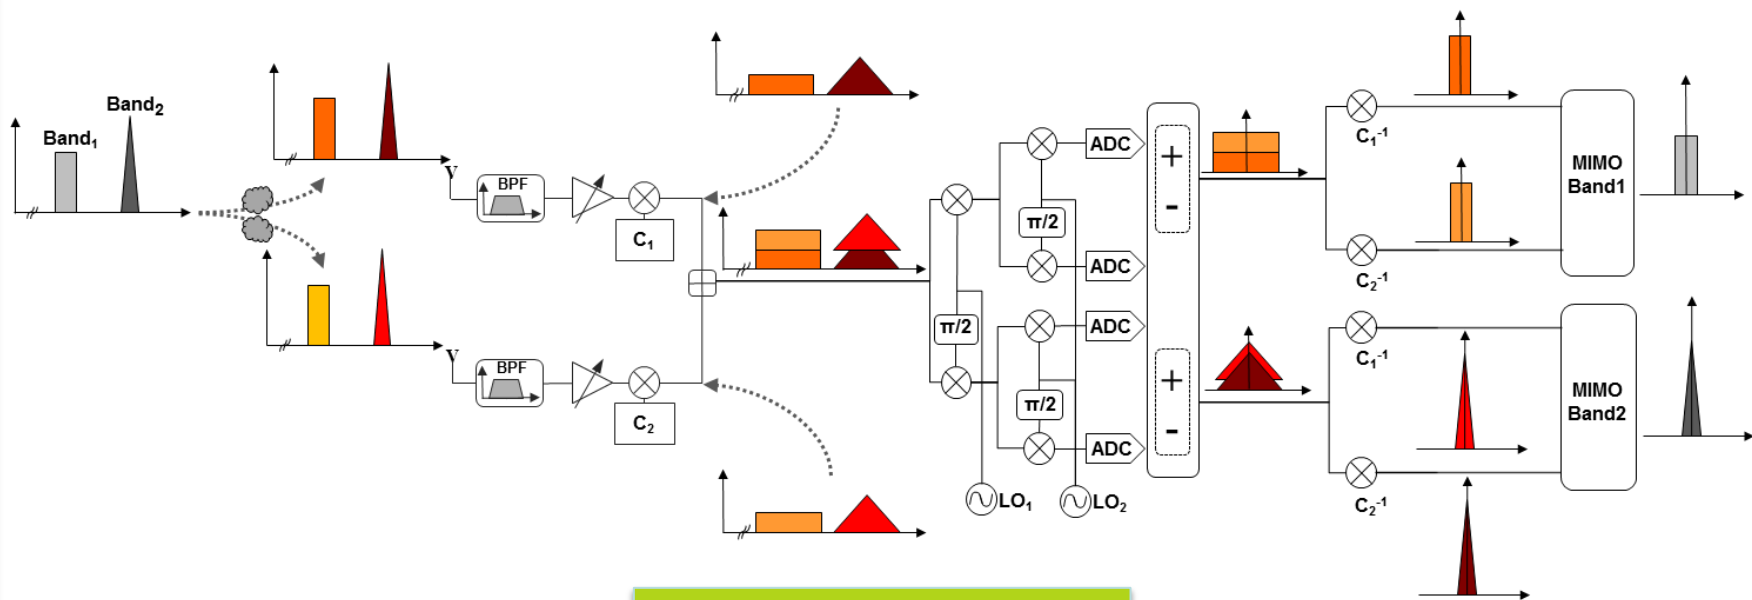 Band₁
Band₂
BPF
C₁
BPF
C₂
π/2
π/2
π/2
LO₁
LO₂
ADC
ADC
ADC
ADC
+
-
+
-
C₁⁻¹
C₂⁻¹
C₁⁻¹
C₂⁻¹
MIMO
Band1
MIMO
Band2